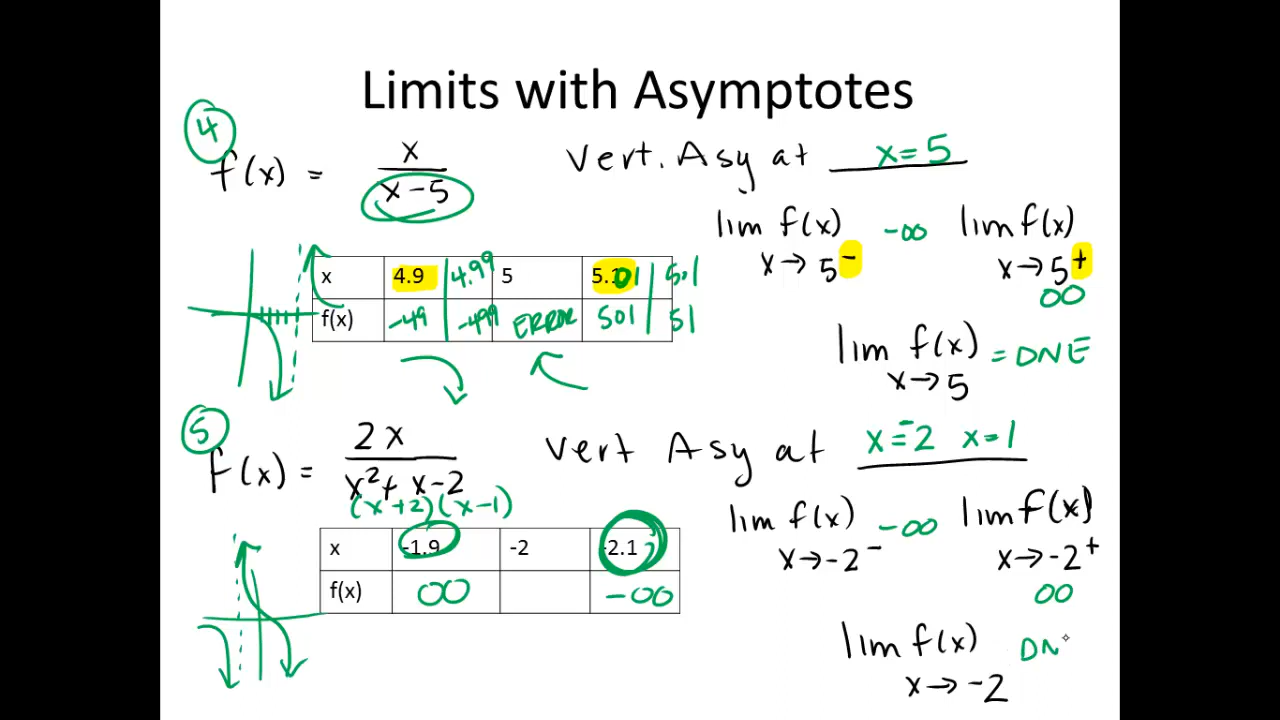 Limits with Asymptotes
4
f(x) = x / (x-5)
Vert. Asy at x=5
lim f(x) x→5⁻ -∞
lim f(x) x→5⁺ ∞
x 4.9 4.99 5 5.101 5.1
f(x) -49 -499 ERROR 501 51
lim f(x) x→5 = DNE
5
f(x) = 2x / (x²+x-2)
(x+2)(x-1)
Vert Asy at x=-2 x=1
lim f(x) x→-2⁻ -∞
lim f(x) x→-2⁺ ∞
x -1.9 -2 -2.1
f(x) ∞ -∞
lim f(x) x→-2 DN